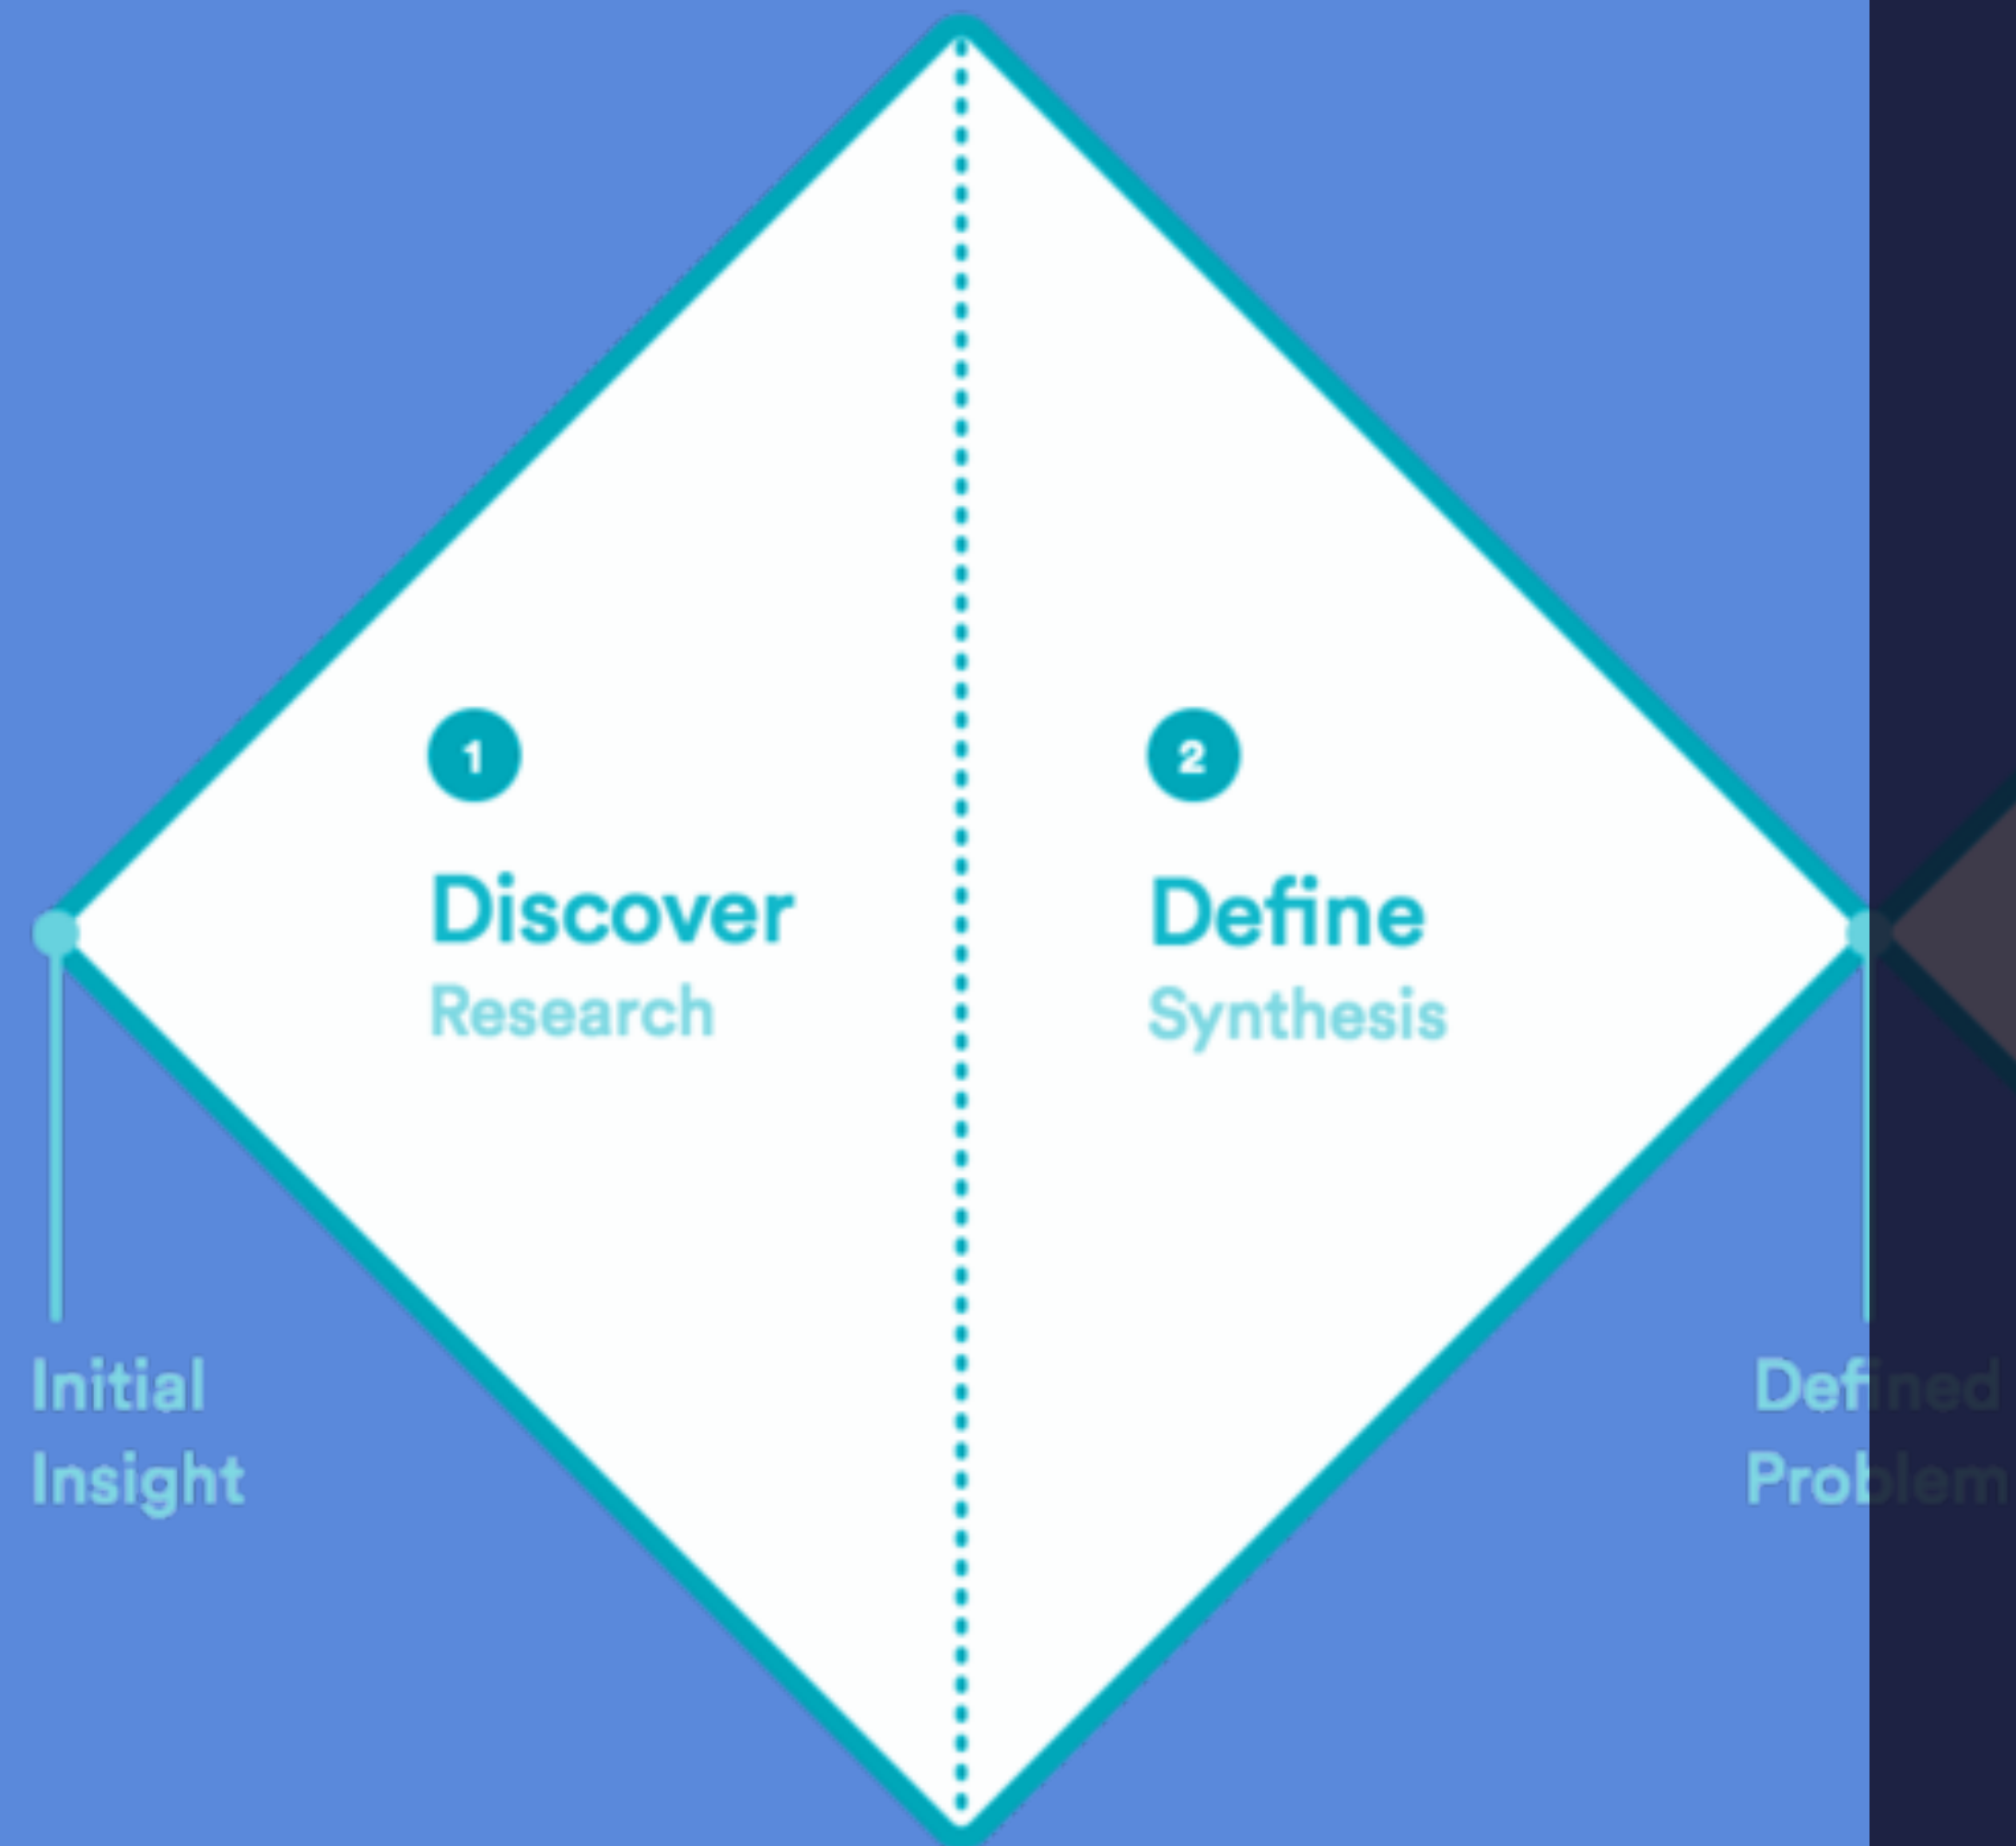 1
Discover
Research
2
Define
Synthesis
Initial
Insight
Defined
Problem